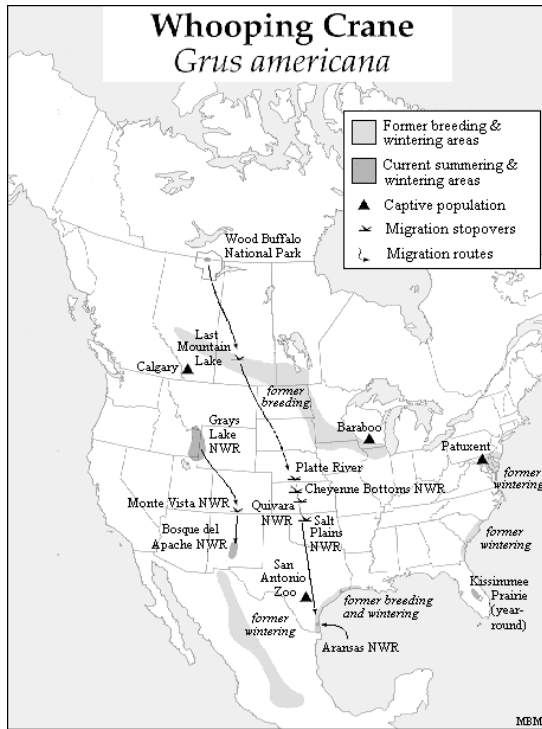 Whooping Crane
Grus americana
Former breeding &
wintering areas
Current summering &
wintering areas
Captive population
Migration stopovers
Migration routes
Wood Buffalo
National Park
Last
Mountain
Lake
Calgary
former
breeding
Baraboo
Grays
Lake
NWR
Patuxent
Platte River
former
wintering
Cheyenne Bottoms NWR
Monte Vista NWR
Quivara
NWR
Salt
Plains
NWR
Bosque del
Apache NWR
former
wintering
San
Antonio
Zoo
Kissimmee
Prairie
(year-
round)
former breeding
and wintering
former
wintering
Aransas NWR
MBM